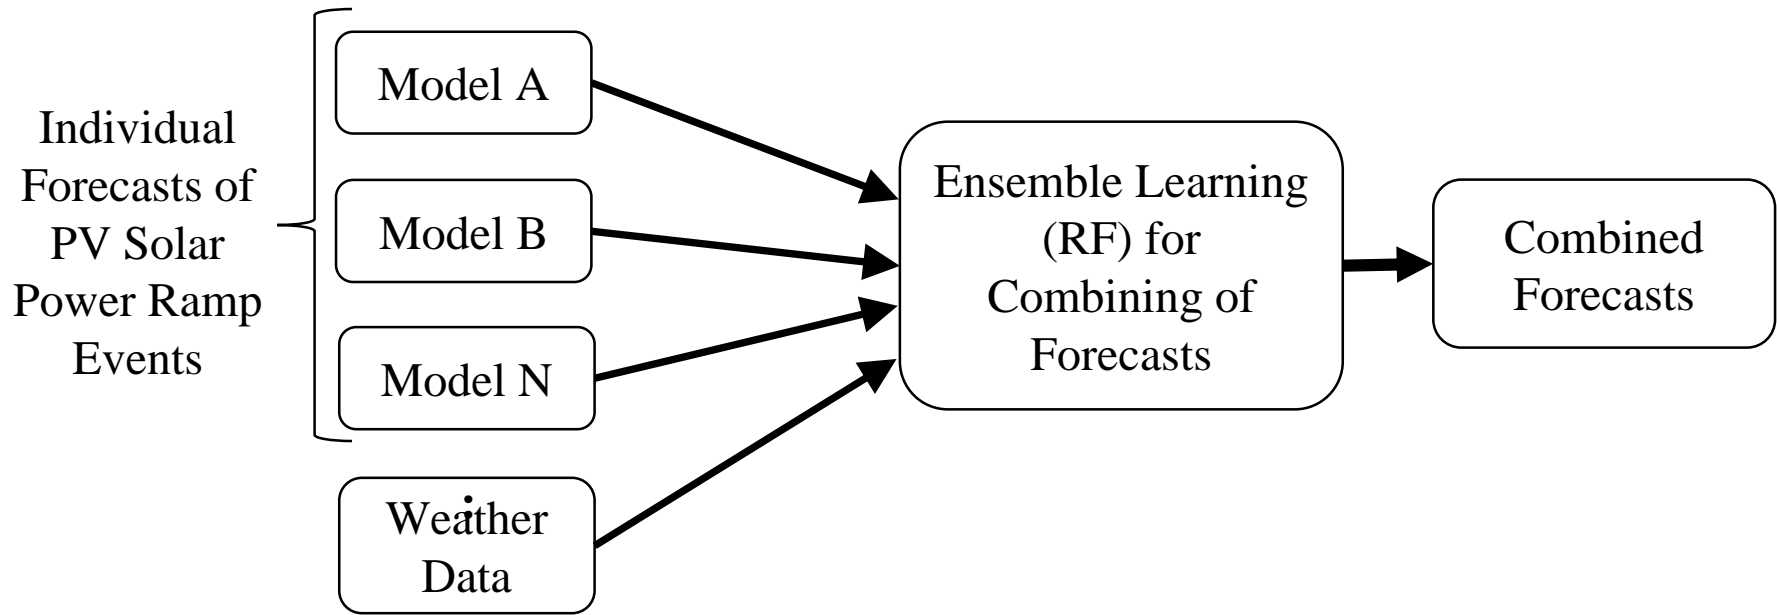 Individual
Forecasts of
PV Solar
Power Ramp
Events
Model A
Model B
Model N
Weather
Data
Ensemble Learning
(RF) for
Combining of
Forecasts
Combined
Forecasts